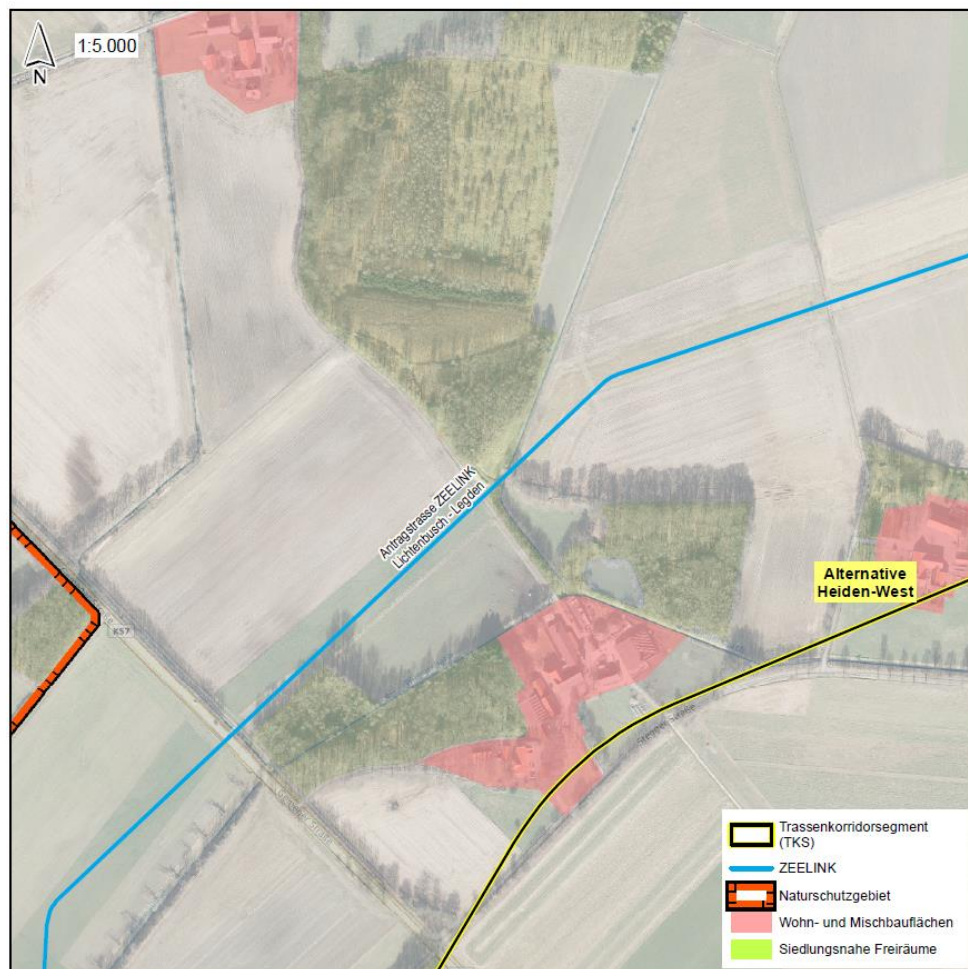 N
1:5.000
Antragstrasse ZEELINK
Lichtenbusch - Legden
Alternative
Heiden-West
K57
Trassenkorridorsegment
(TKS)
ZEELINK
Naturschutzgebiet
Wohn- und Mischbauflächen
Siedlungsnahe Freiräume